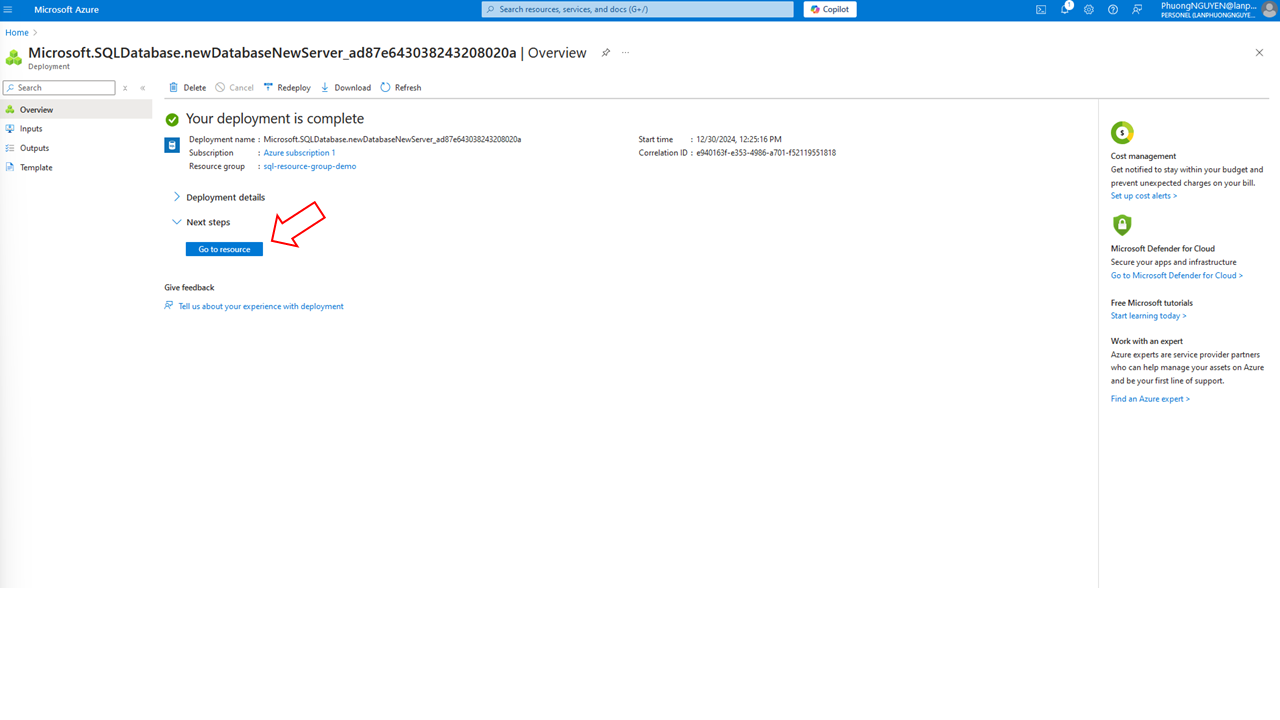 Microsoft Azure
Search resources, services, and docs (G+/)
Copilot
1
PhuongNGUYEN@lanp...
PERSONEL (LANPHUONGNGUYE...
Home
Microsoft.SQLDatabase.newDatabaseNewServer_ad87e643038243208020a | Overview
Deployment
Search
Delete Cancel Redeploy Download Refresh
Overview
Inputs
Outputs
Template
Your deployment is complete
Deployment name : Microsoft.SQLDatabase.newDatabaseNewServer_ad87e643038243208020a
Subscription : Azure subscription 1
Resource group : sql-resource-group-demo
Start time : 12/30/2024, 12:25:16 PM
Correlation ID : e940163f-e353-4986-a701-f52119551818
Deployment details
Next steps
Go to resource
Give feedback
Tell us about your experience with deployment
Cost management
Get notified to stay within your budget and
prevent unexpected charges on your bill.
Set up cost alerts >
Microsoft Defender for Cloud
Secure your apps and infrastructure
Go to Microsoft Defender for Cloud >
Free Microsoft tutorials
Start learning today >
Work with an expert
Azure experts are service provider partners
who can help manage your assets on Azure
and be your first line of support.
Find an Azure expert >